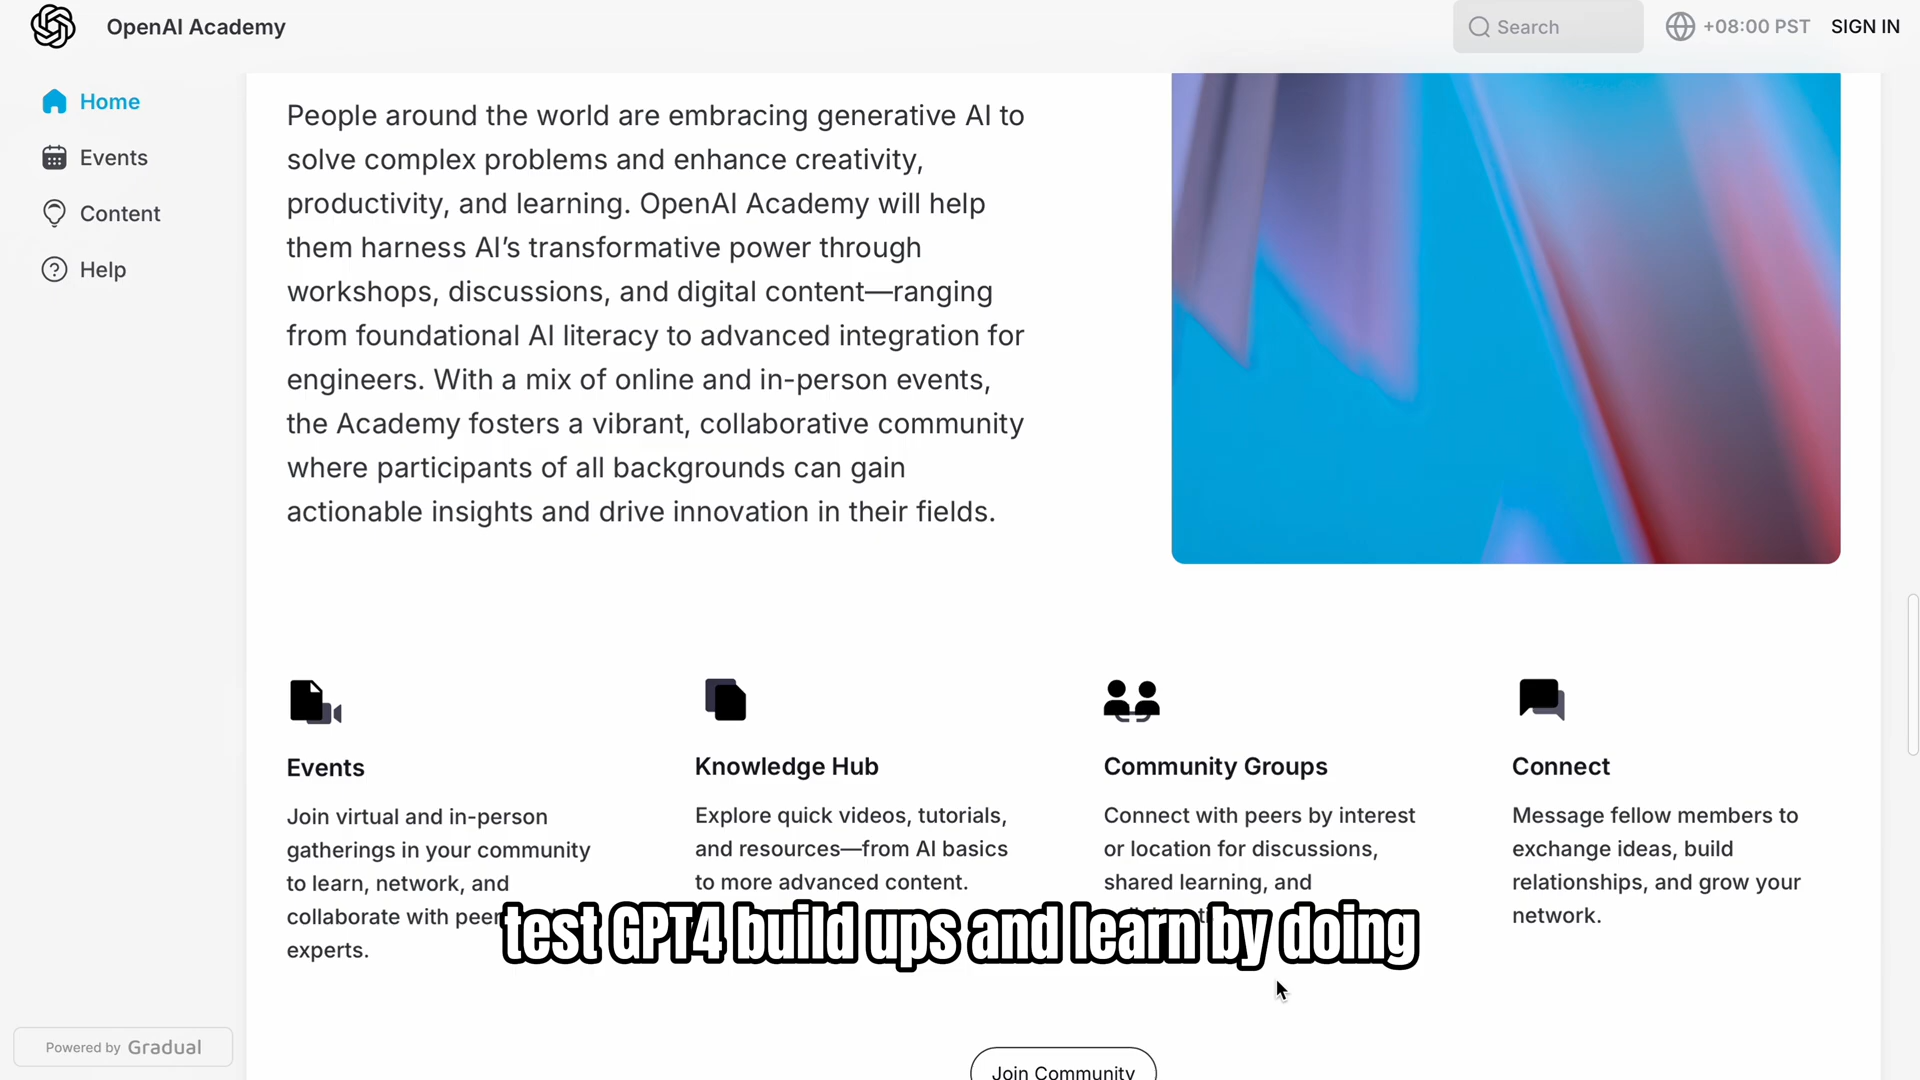 OpenAI Academy
Search
+08:00 PST
SIGN IN
Home
Events
Content
Help
People around the world are embracing generative AI to
solve complex problems and enhance creativity,
productivity, and learning. OpenAI Academy will help
them harness AI’s transformative power through
workshops, discussions, and digital content—ranging
from foundational AI literacy to advanced integration for
engineers. With a mix of online and in-person events,
the Academy fosters a vibrant, collaborative community
where participants of all backgrounds can gain
actionable insights and drive innovation in their fields.
Events
Join virtual and in-person
gatherings in your community
to learn, network, and
collaborate with
experts.
Knowledge Hub
Explore quick videos, tutorials,
and resources—from AI basics
to more advanced content.
Community Groups
Connect with peers by interest
or location for discussions,
shared learning, and
Connect
Message fellow members to
exchange ideas, build
relationships, and grow your
network.
test GPT4 build ups and learn by doing
Join Community
Powered by Gradual